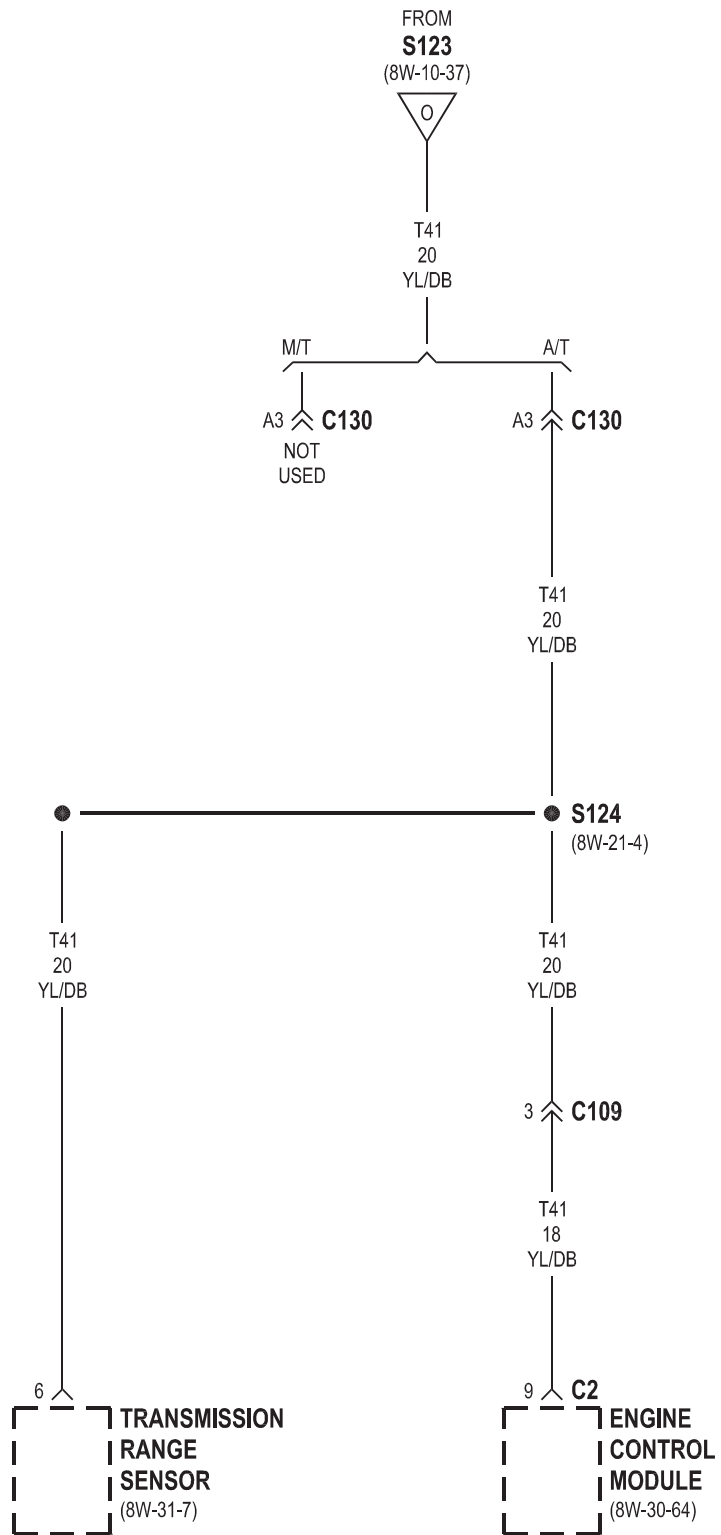 FROM
S123
(8W-10-37)
O
T41
20
YL/DB
M/T
A/T
A3 C130
NOT
USED
A3 C130
T41
20
YL/DB
S124
(8W-21-4)
T41
20
YL/DB
T41
20
YL/DB
3 C109
T41
18
YL/DB
6
TRANSMISSION
RANGE
SENSOR
(8W-31-7)
9 C2
ENGINE
CONTROL
MODULE
(8W-30-64)